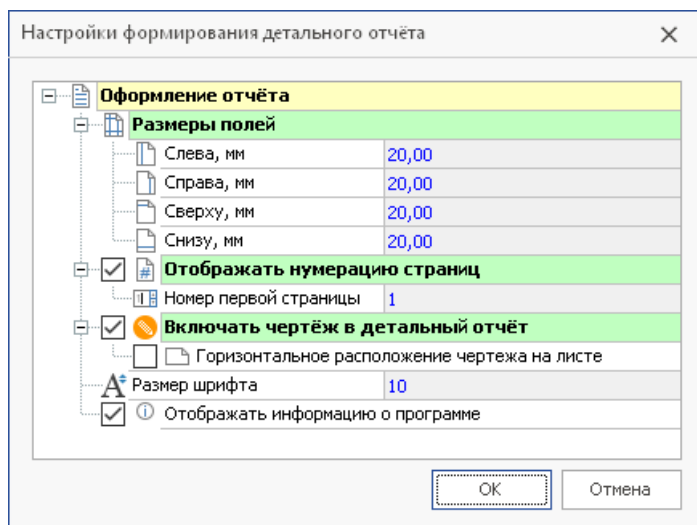 Настройки формирования детального отчёта
Оформление отчёта
Размеры полей
Слева, мм 20,00
Справа, мм 20,00
Сверху, мм 20,00
Снизу, мм 20,00
Отображать нумерацию страниц
Номер первой страницы 1
Включать чертёж в детальный отчёт
Горизонтальное расположение чертежа на листе
Размер шрифта 10
Отображать информацию о программе
OK Отмена